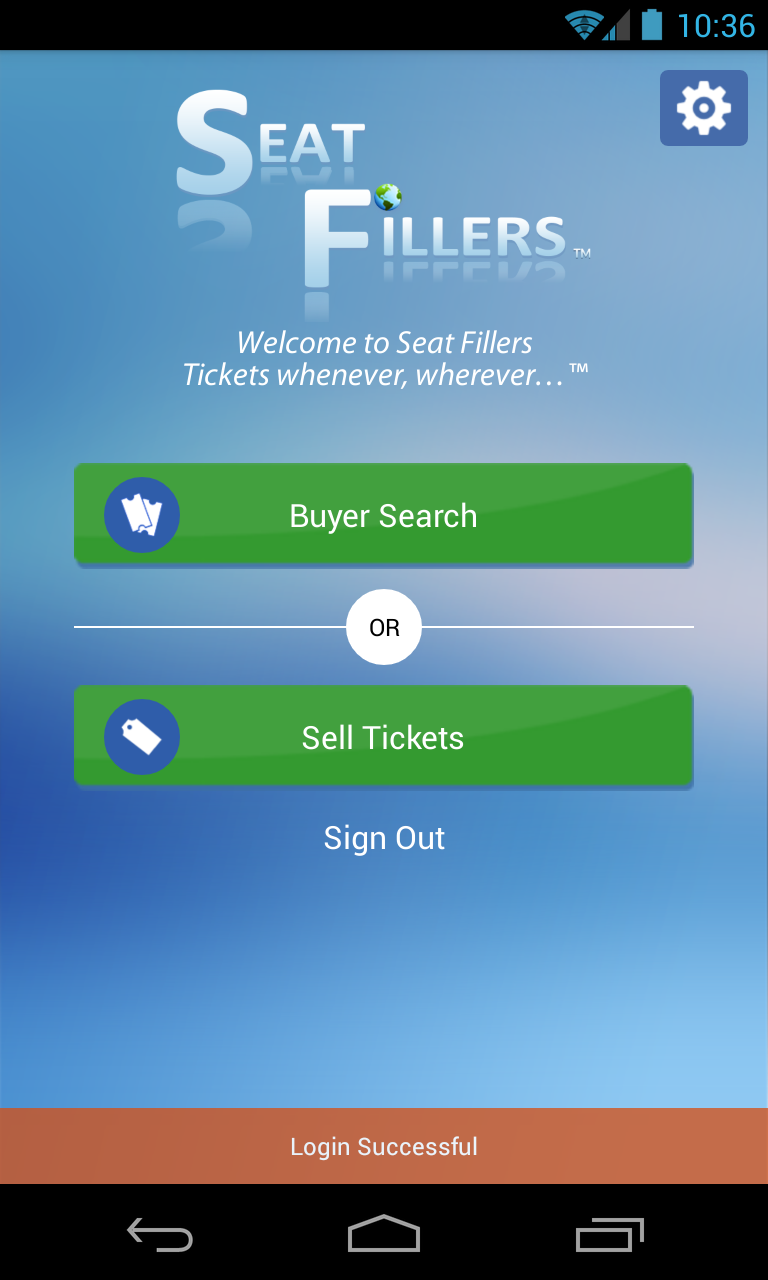 10:36
SEAT
FILLERS™
Welcome to Seat Fillers
Tickets whenever, wherever...™
Buyer Search
OR
Sell Tickets
Sign Out
Login Successful